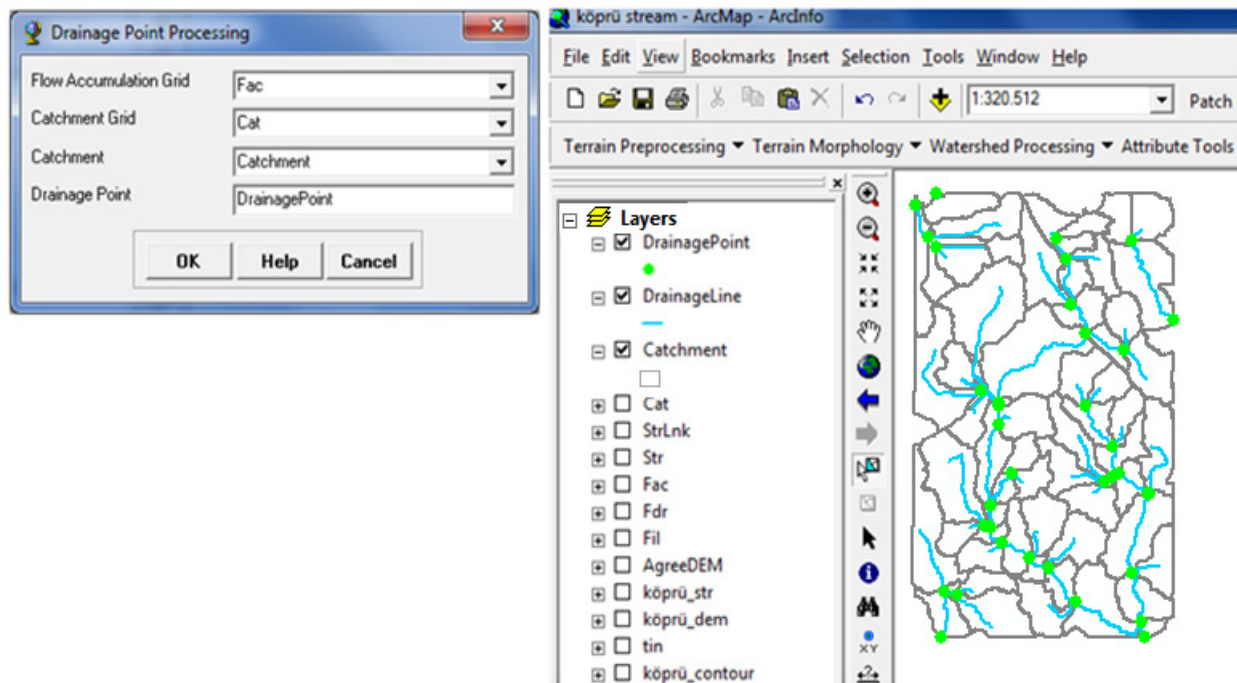 Drainage Point Processing
Flow Accumulation Grid
Fac
Catchment Grid
Cat
Catchment
Catchment
Drainage Point
DrainagePoint
OK Help Cancel
köprü stream - ArcMap - ArcInfo
File Edit View Bookmarks Insert Selection Tools Window Help
1:320.512
Patch
Terrain Preprocessing Terrain Morphology Watershed Processing Attribute Tools
Layers
DrainagePoint
DrainageLine
Catchment
Cat
StrLnk
Str
Fac
Fdr
Fil
AgreeDEM
köprü_str
köprü_dem
tin
köprü_contour
XY